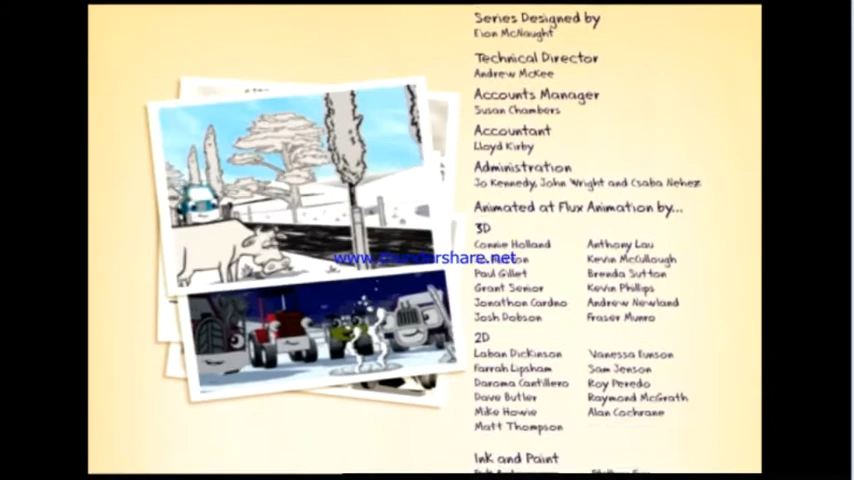 Series Designed by
Eion McNaught
Technical Director
Andrew McKee
Accounts Manager
Susan Chambers
Accountant
Lloyd Kirby
Administration
Jo Kennedy, John Wright and Csaba Nehez
Animated at Flux Animation by...
3D
Connie Holland Anthony Lau
Kevin McCullough
www.thundershare.net
Paul Gillet Brenda Sutton
Grant Senior Kevin Phillips
Jonathon Cardno Andrew Newland
Josh Dobson Fraser Munro
2D
Laban Dickinson Vanessa Eunson
Farrah Lipsham Sam Jenson
Daroma Cantillero Roy Peredo
Dave Butler Raymond McGrath
Mike Howie Alan Cochrane
Matt Thompson
Ink and Paint